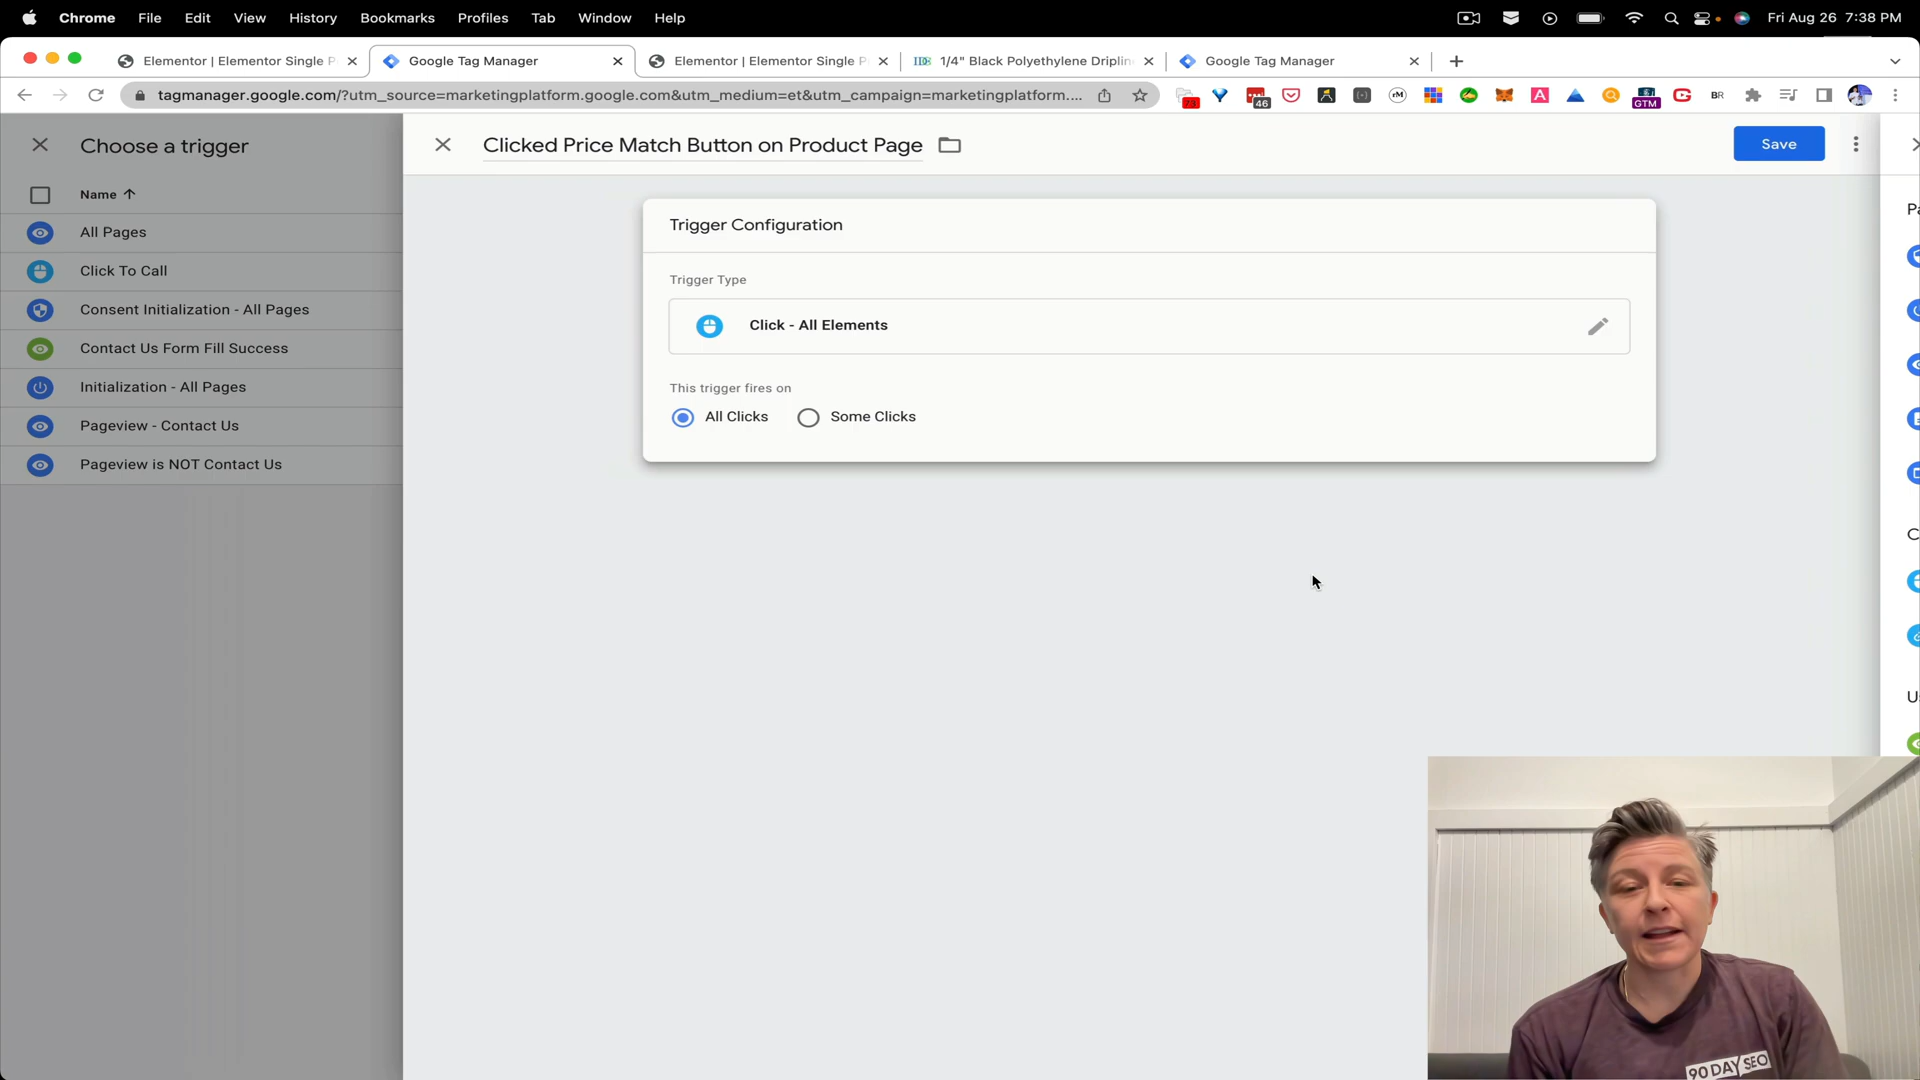 Chrome File Edit View History Bookmarks Profiles Tab Window Help Fri Aug 26 7:38 PM
Elementor | Elementor Single P Google Tag Manager Elementor | Elementor Single P 1/4" Black Polyethylene Driplin Google Tag Manager
tagmanager.google.com/?utm_source=marketingplatform.google.com&utm_medium=et&utm_campaign=marketingplatform....
73 46 GTM BR
Choose a trigger
Name
All Pages
Click To Call
Consent Initialization - All Pages
Contact Us Form Fill Success
Initialization - All Pages
Pageview - Contact Us
Pageview is NOT Contact Us
Clicked Price Match Button on Product Page
Save
Trigger Configuration
Trigger Type
Click - All Elements
This trigger fires on
All Clicks Some Clicks
90 DAY SEO